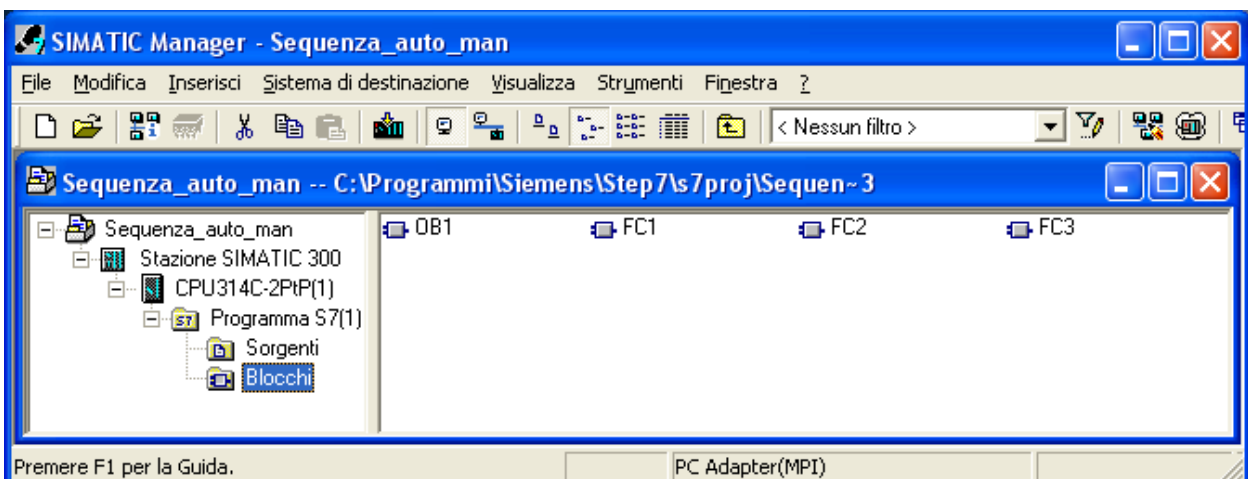 SIMATIC Manager - Sequenza_auto_man
File Modifica Inserisci Sistema di destinazione Visualizza Strumenti Finestra ?
< Nessun filtro >
Sequenza_auto_man -- C:\Programmi\Siemens\Step7\s7proj\Sequen~3
Sequenza_auto_man
OB1 FC1 FC2 FC3
Stazione SIMATIC 300
CPU314C-2PtP(1)
S7 Programma S7(1)
Sorgenti
Blocchi
Premere F1 per la Guida. PC Adapter(MPI)